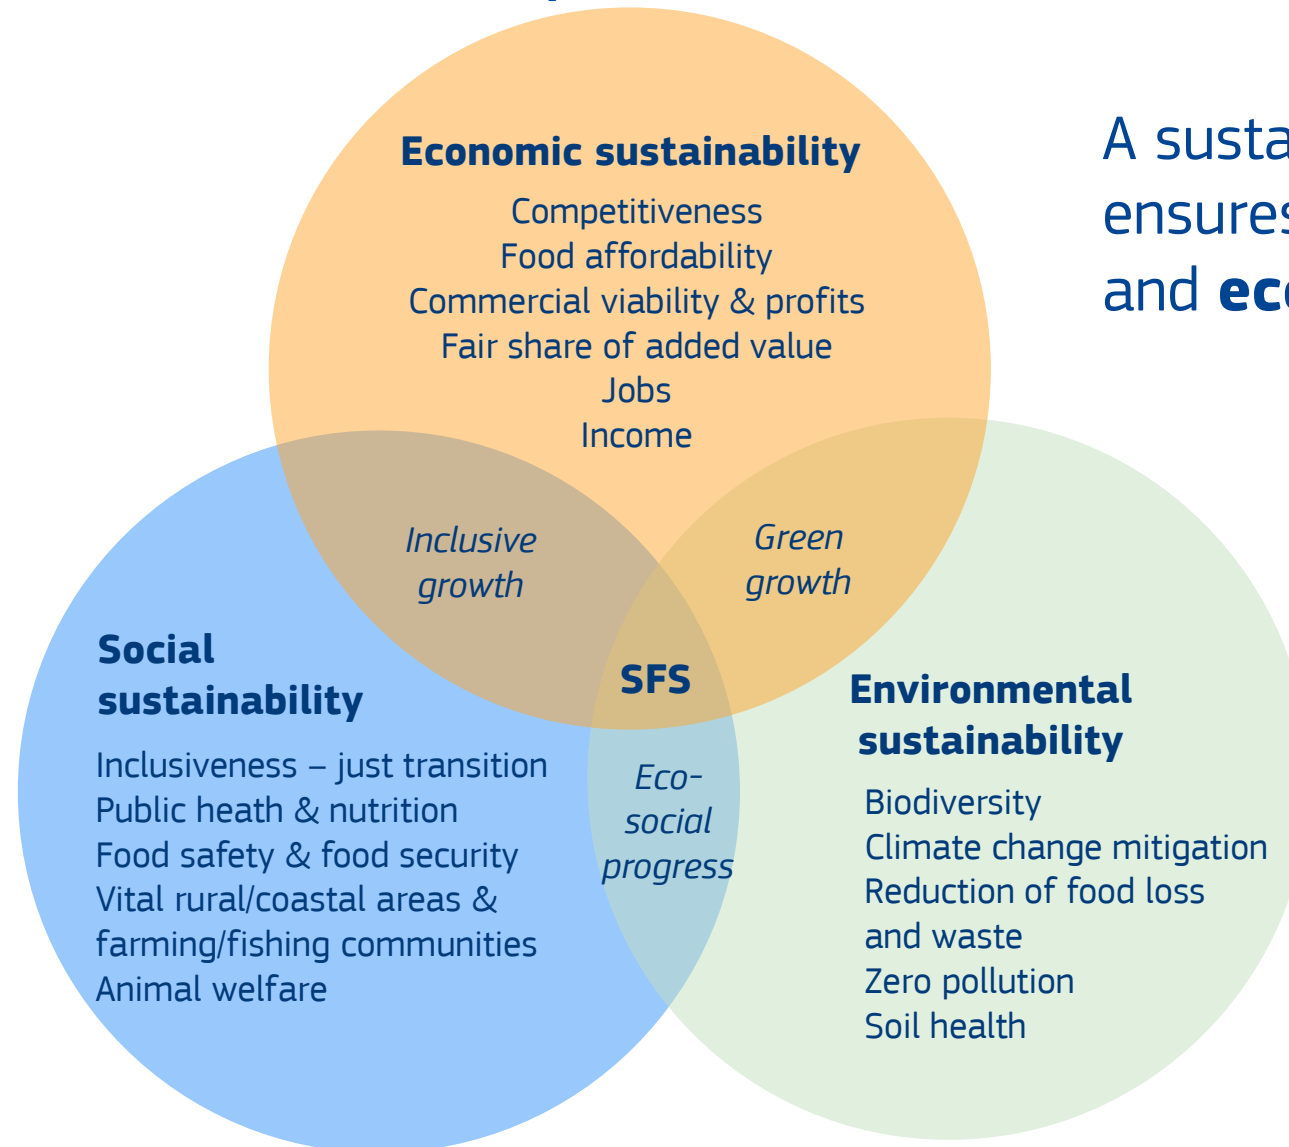 Economic sustainability
Competitiveness
Food affordability
Commercial viability & profits
Fair share of added value
Jobs
Income
A
ensures
and
Inclusive
growth
Green
growth
SFS
Social
sustainability
Inclusiveness – just transition
Public heath & nutrition
Food safety & food security
Vital rural/coastal areas &
farming/fishing communities
Animal welfare
Eco-
social
progress
Environmental
sustainability
Biodiversity
Climate change mitigation
Reduction of food loss
and waste
Zero pollution
Soil health